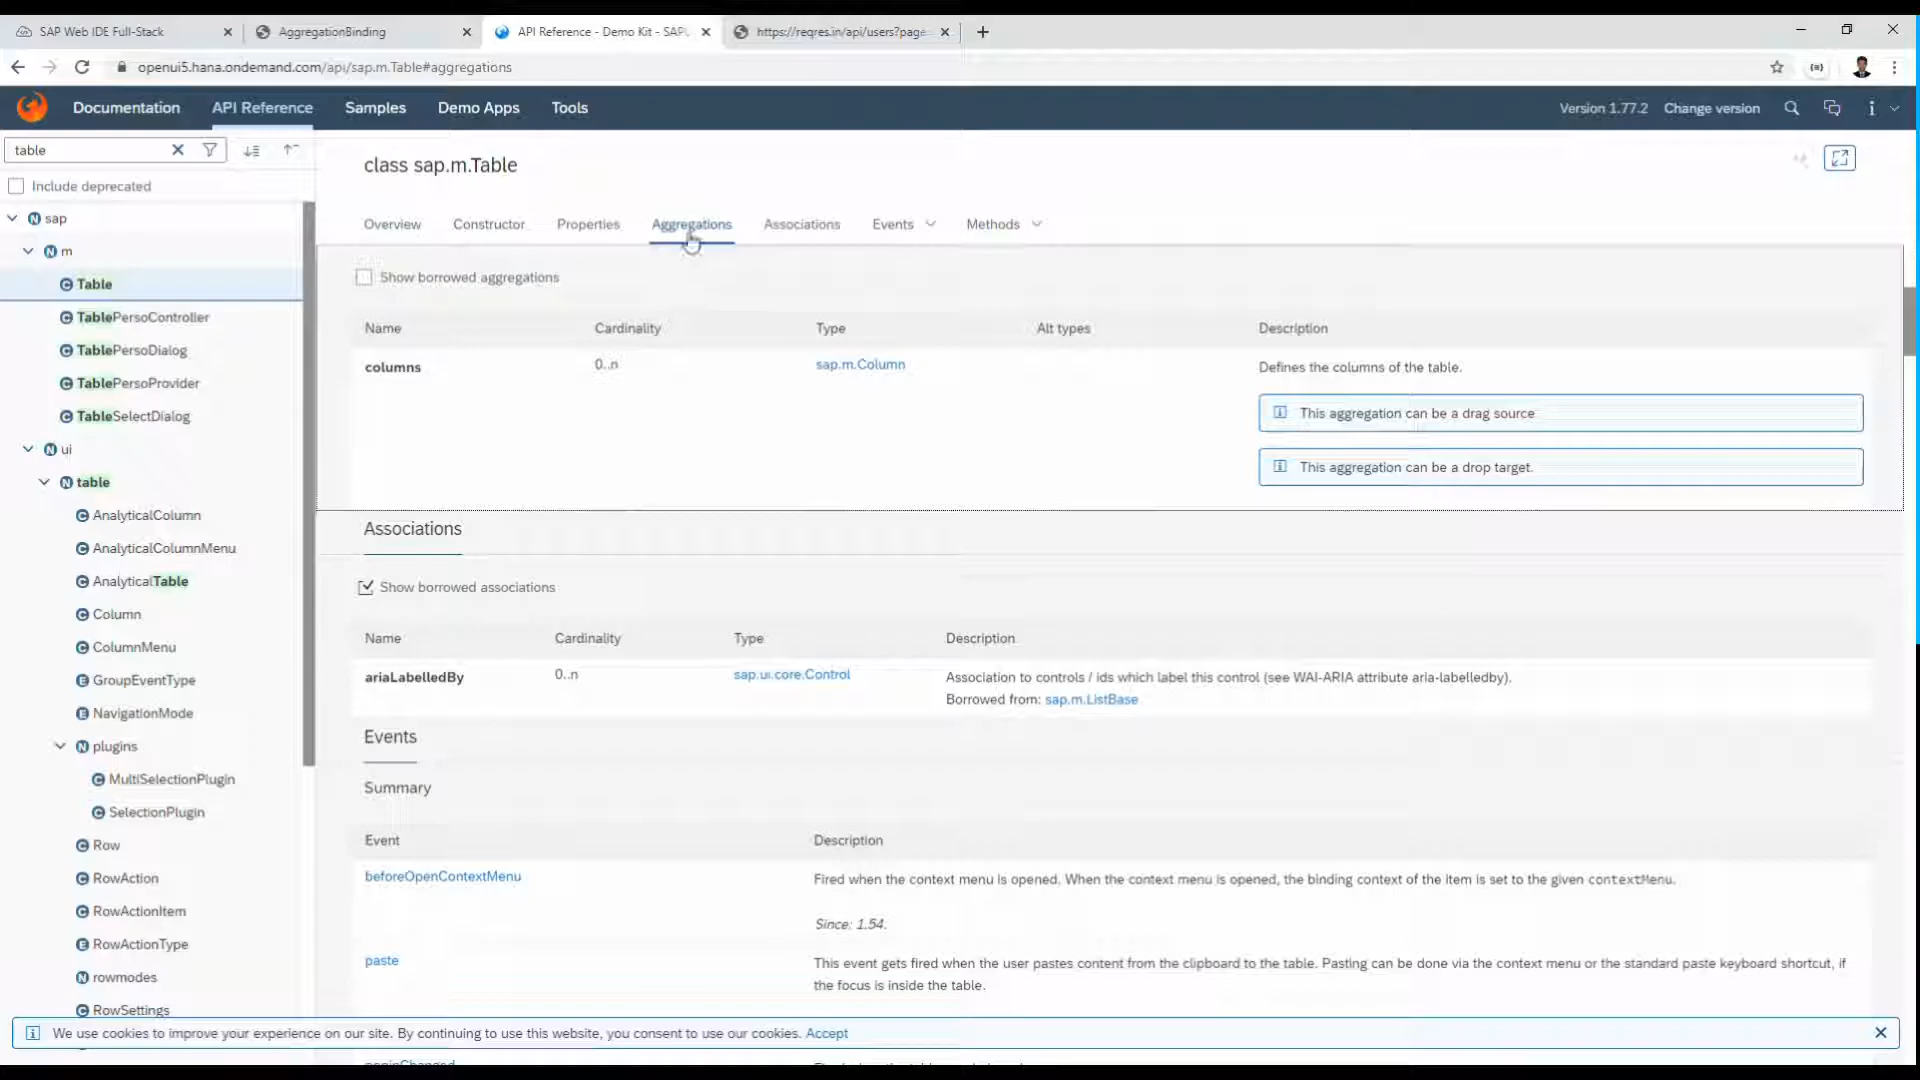 SAP Web IDE Full-Stack
AggregationBinding
API Reference - Demo Kit - SAPU
https://reqres.in/api/users?page
openui5.hana.ondemand.com/api/sap.m.Table#aggregations
Documentation
API Reference
Samples
Demo Apps
Tools
Version 1.77.2
Change version
table
Include deprecated
sap
m
Table
TablePersoController
TablePersoDialog
TablePersoProvider
TableSelectDialog
ui
table
AnalyticalColumn
AnalyticalColumnMenu
AnalyticalTable
Column
ColumnMenu
GroupEventType
NavigationMode
plugins
MultiSelectionPlugin
SelectionPlugin
Row
RowAction
RowActionItem
RowActionType
rowmodes
RowSettings
class sap.m.Table
Overview
Constructor
Properties
Aggregations
Associations
Events
Methods
Show borrowed aggregations
Name
Cardinality
Type
Alt types
Description
columns
0..n
sap.m.Column
Defines the columns of the table.
This aggregation can be a drag source
This aggregation can be a drop target.
Associations
Show borrowed associations
Name
Cardinality
Type
Description
ariaLabelledBy
0..n
sap.ui.core.Control
Association to controls / ids which label this control (see WAI-ARIA attribute aria-labelledby).
Borrowed from: sap.m.ListBase
Events
Summary
Event
Description
beforeOpenContextMenu
Fired when the context menu is opened. When the context menu is opened, the binding context of the item is set to the given contextMenu.
Since: 1.54.
paste
This event gets fired when the user pastes content from the clipboard to the table. Pasting can be done via the context menu or the standard paste keyboard shortcut, if
the focus is inside the table.
We use cookies to improve your experience on our site. By continuing to use this website, you consent to use our cookies. Accept